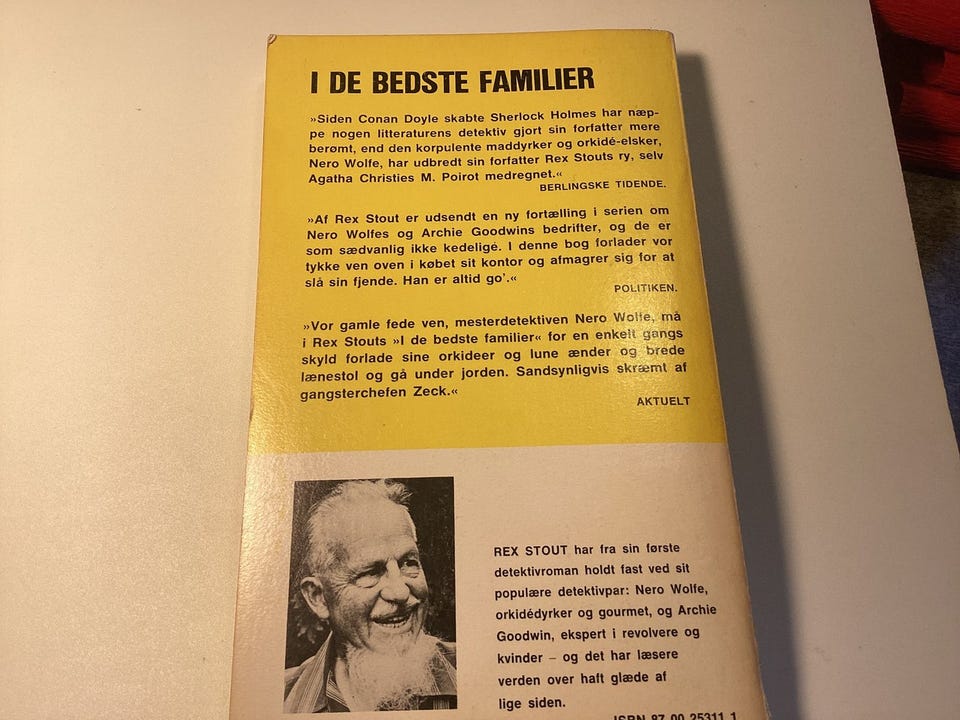 I DE BEDSTE FAMILIER
»Siden Conan Doyle skabte Sherlock Holmes har næp-
pe nogen litteraturens detektiv gjort sin forfatter mere
berømt, end den korpulente maddyrker og orkidé-elsker,
Nero Wolfe, har udbredt sin forfatter Rex Stouts ry, selv
Agatha Christies M. Poirot medregnet.«
BERLINGSKE TIDENDE.
»Af Rex Stout er udsendt en ny fortælling i serien om
Nero Wolfes og Archie Goodwins bedrifter, og de er
som sædvanlig ikke kedelige. I denne bog forlader vor
tykke ven oven i købet sit kontor og afmagrer sig for at
slå sin fjende. Han er altid go'.«
POLITIKEN.
»Vor gamle fede ven, mesterdetektiven Nero Wolfe, må
i Rex Stouts »I de bedste familier« for en enkelt gangs
skyld forlade sine orkideer og lune ænder og brede
lænestol og gå under jorden. Sandsynligvis skræmt af
gangsterchefen Zeck.«
AKTUELT
REX STOUT har fra sin første
detektivroman holdt fast ved sit
populære detektivpar: Nero Wolfe,
orkidédyrker og gourmet, og Archie
Goodwin, ekspert i revolvere og
kvinder – og det har læsere
verden over haft glæde af
lige siden.
ISBN 87 00 25311 1